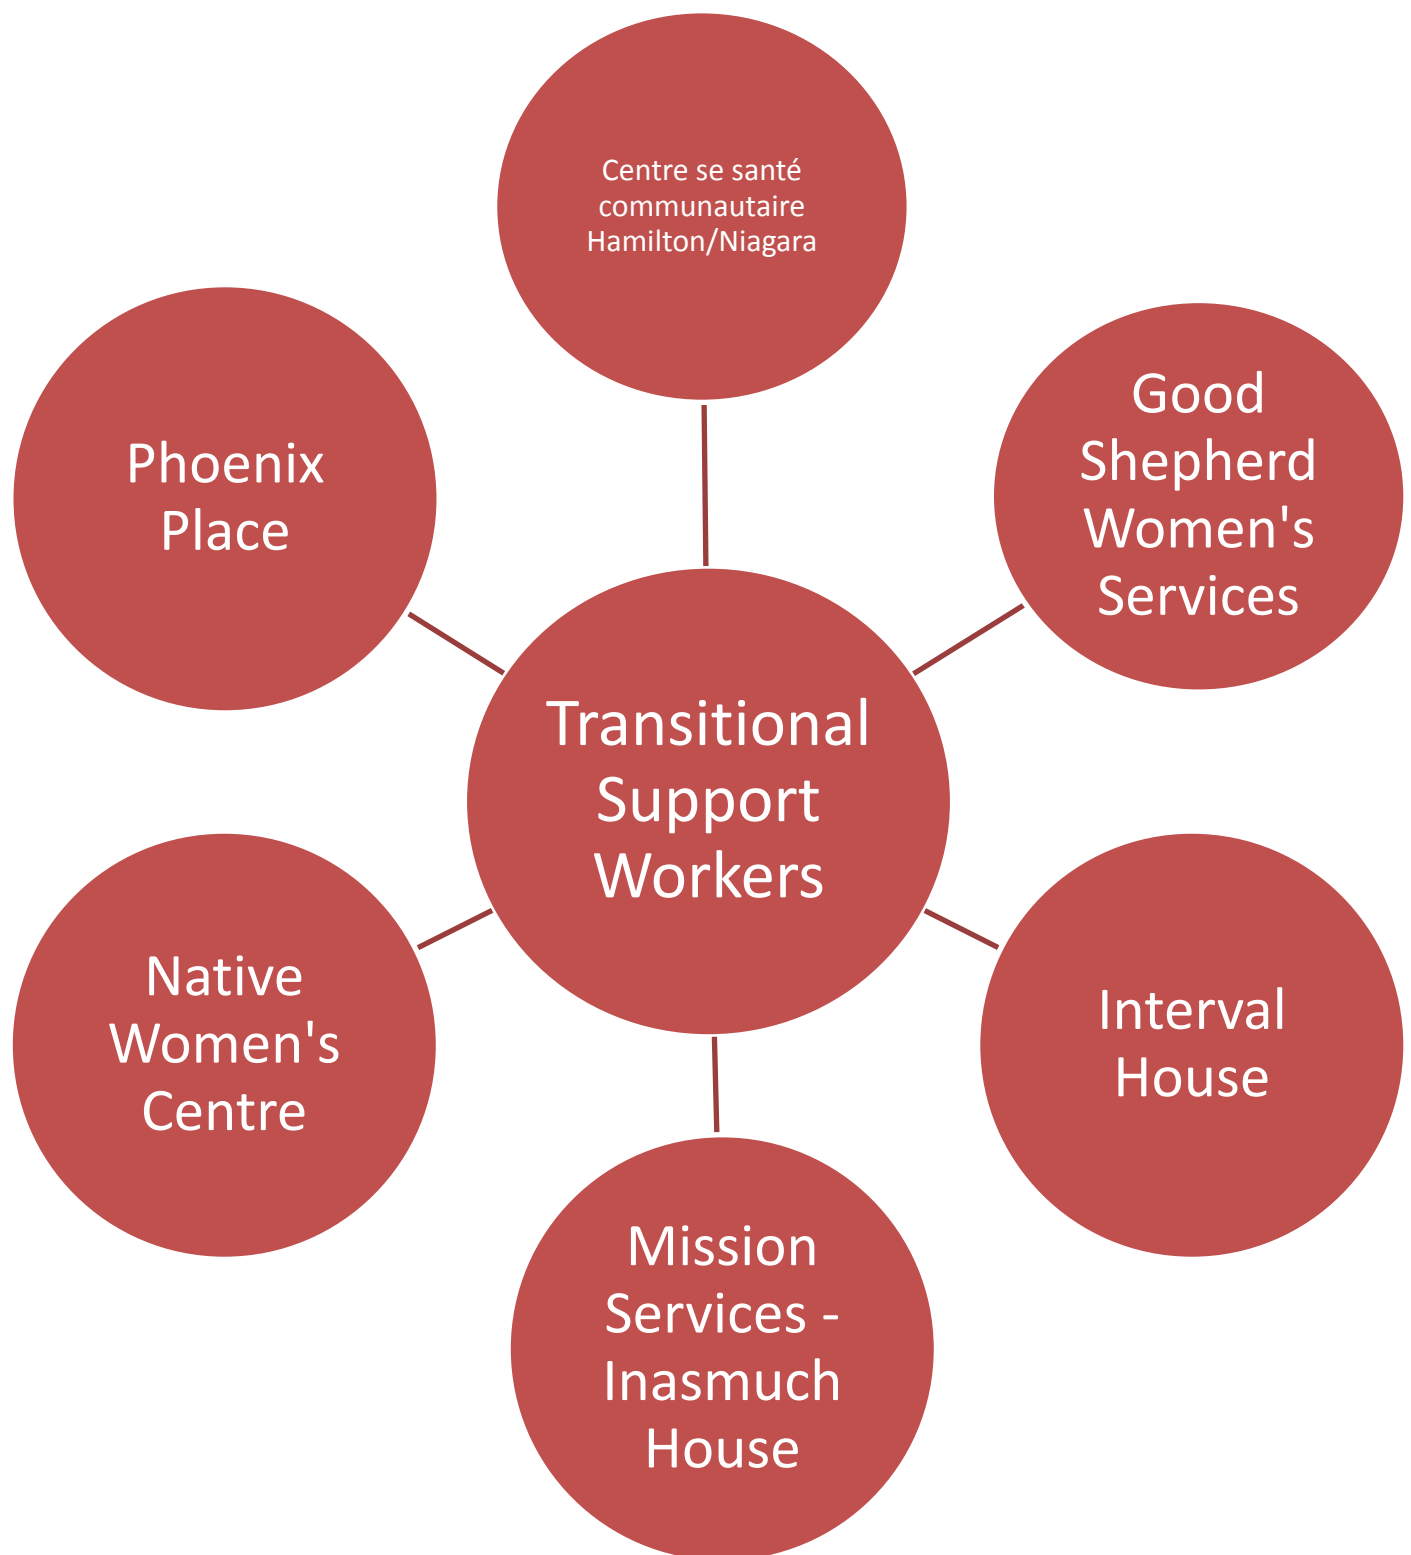 Centre se santé
communautaire
Hamilton/Niagara
Good
Shepherd
Women's
Services
Phoenix
Place
Transitional
Support
Workers
Native
Women's
Centre
Interval
House
Mission
Services -
Inasmuch
House